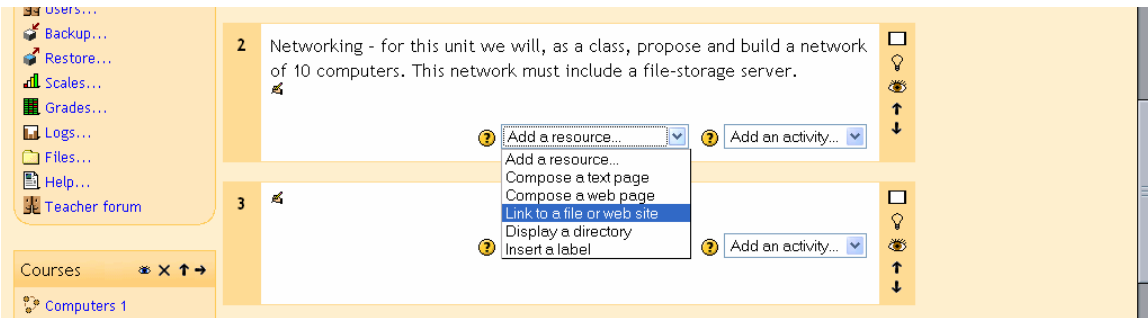 Users...
Backup...
Restore...
Scales...
Grades...
Logs...
Files...
Help...
Teacher forum
Courses
Computers 1
2
Networking - for this unit we will, as a class, propose and build a network
of 10 computers. This network must include a file-storage server.
Add a resource...
Add an activity...
Add a resource...
Compose a text page
Compose a web page
Link to a file or web site
Display a directory
Insert a label
3
Add an activity...